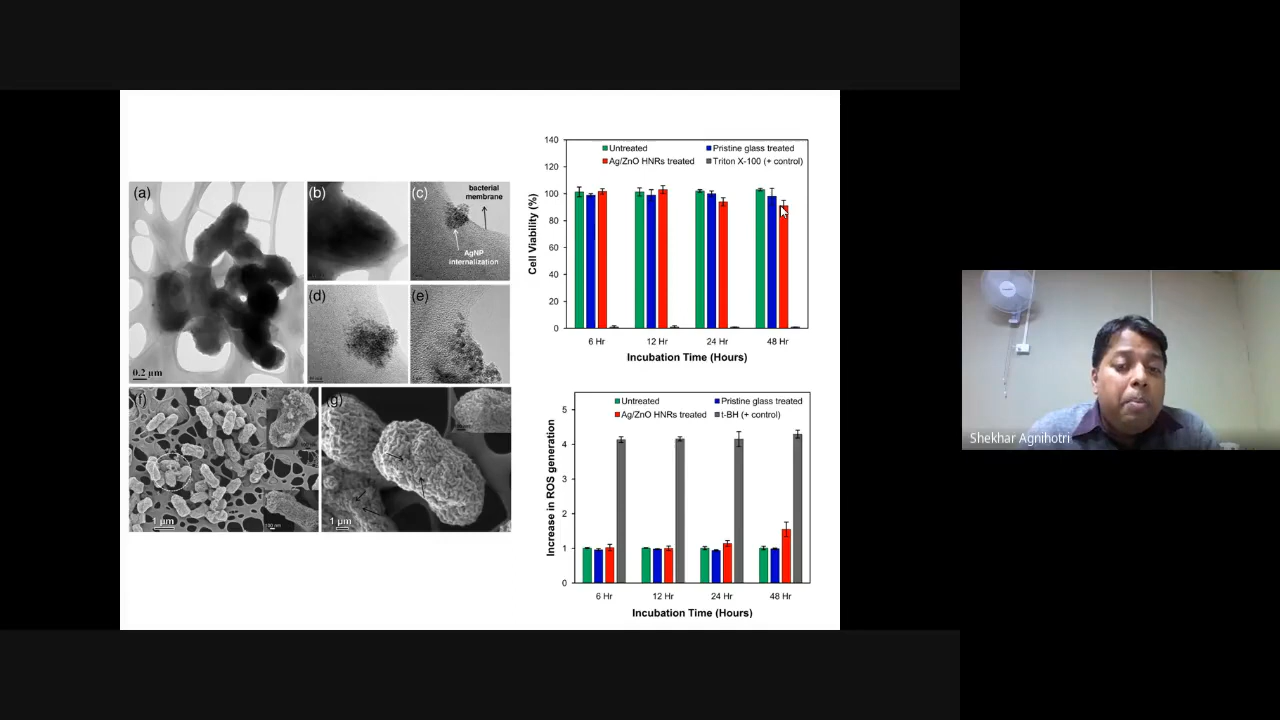 (a)
(b)
(c)
bacterial
membrane
AgNP
internalization
(d)
(e)
0.2 μm
(f)
1 μm
(g)
1 μm
Untreated
Pristine glass treated
Ag/ZnO HNRs treated
Triton X-100 (+ control)
Cell Viability (%)
140
120
100
80
60
40
20
0
6 Hr
12 Hr
24 Hr
48 Hr
Incubation Time (Hours)
Untreated
Pristine glass treated
Ag/ZnO HNRs treated
t-BH (+ control)
Increase in ROS generation
5
4
3
2
1
0
6 Hr
12 Hr
24 Hr
48 Hr
Incubation Time (Hours)
Shekhar Agnihotri